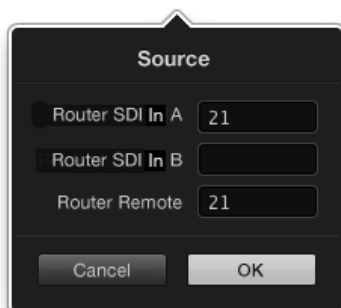 Source
Router SDI In A 21
Router SDI In B
Router Remote 21
Cancel OK